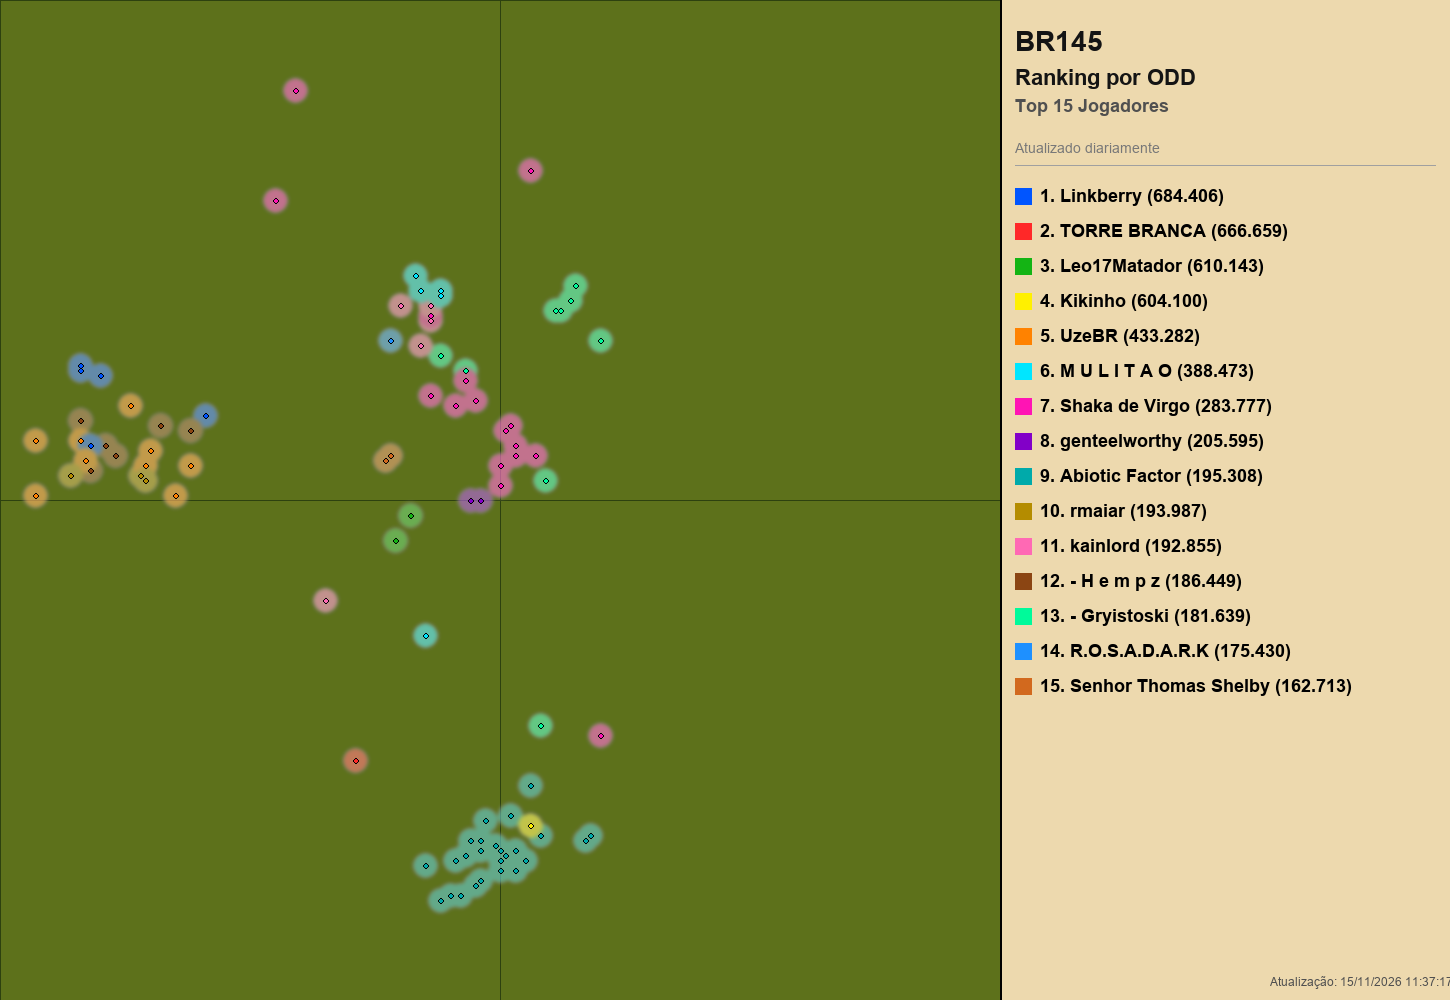 BR145
Ranking por ODD
Top 15 Jogadores
Atualizado diariamente
1. Linkberry (684.406)
2. TORRE BRANCA (666.659)
3. Leo17Matador (610.143)
4. Kikinho (604.100)
5. UzeBR (433.282)
6. M U L I T A O (388.473)
7. Shaka de Virgo (283.777)
8. genteelworthy (205.595)
9. Abiotic Factor (195.308)
10. rmaiar (193.987)
11. kainlord (192.855)
12. - H e m p z (186.449)
13. - Gryistoski (181.639)
14. R.O.S.A.D.A.R.K (175.430)
15. Senhor Thomas Shelby (162.713)
Atualização: 15/11/2026 11:37:17